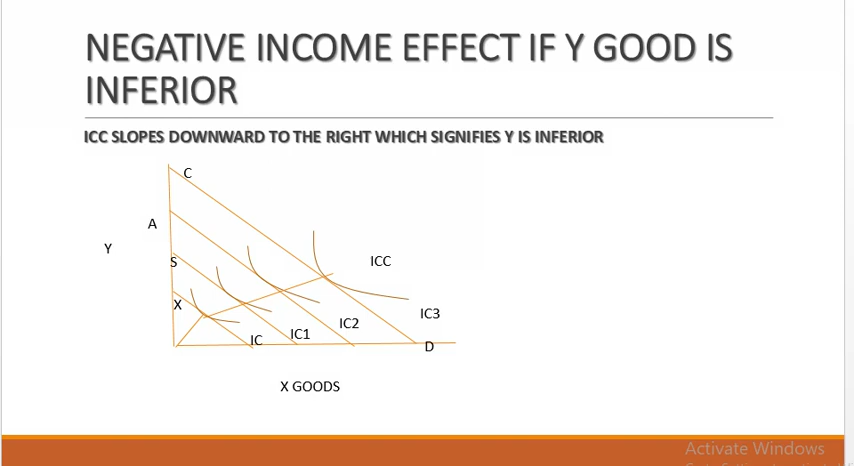 NEGATIVE INCOME EFFECT IF Y GOOD IS
INFERIOR
ICC SLOPES DOWNWARD TO THE RIGHT WHICH SIGNIFIES Y IS INFERIOR
C
A
Y
S
ICC
X
IC3
IC2
IC1
IC
D
X GOODS
Activate Windows